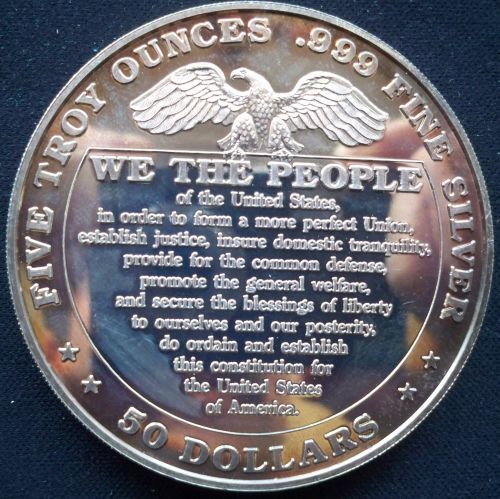 FIVE TROY OUNCES .999 FINE SILVER
WE THE PEOPLE
of the United States,
in order to form a more perfect Union,
establish justice, insure domestic tranquility,
provide for the common defense,
promote the general welfare,
and secure the blessings of liberty
to ourselves and our posterity,
do ordain and establish
this constitution for
the United States
of America.
50 DOLLARS